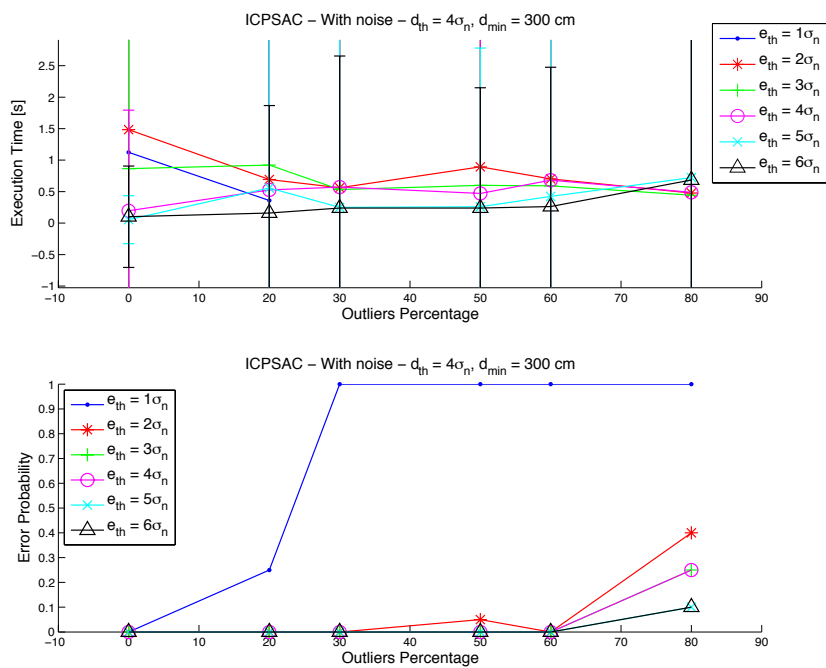 ICPSAC – With noise – d_th = 4σ_n, d_min = 300 cm
Execution Time [s]
2.5
2
1.5
1
0.5
0
−0.5
−1
−10 0 10 20 30 40 50 60 70 80 90
Outliers Percentage
e_th = 1σ_n
e_th = 2σ_n
e_th = 3σ_n
e_th = 4σ_n
e_th = 5σ_n
e_th = 6σ_n
ICPSAC – With noise – d_th = 4σ_n, d_min = 300 cm
Error Probability
1
0.9
0.8
0.7
0.6
0.5
0.4
0.3
0.2
0.1
0
−10 0 10 20 30 40 50 60 70 80 90
Outliers Percentage
e_th = 1σ_n
e_th = 2σ_n
e_th = 3σ_n
e_th = 4σ_n
e_th = 5σ_n
e_th = 6σ_n